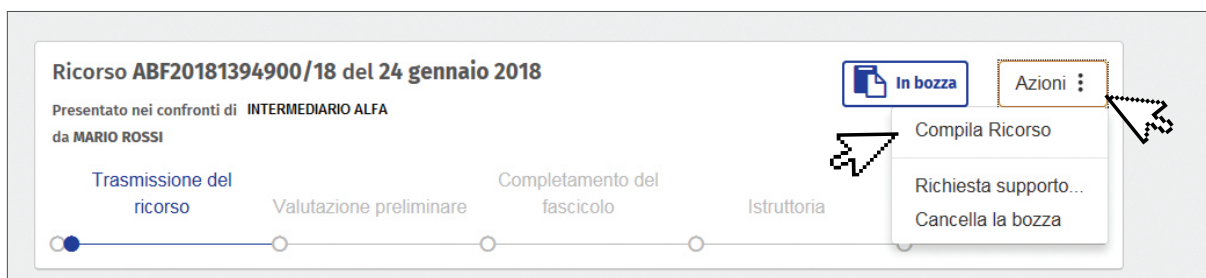 Ricorso ABF20181394900/18 del 24 gennaio 2018
In bozza
Azioni
Presentato nei confronti di INTERMEDIARIO ALFA
da MARIO ROSSI
Compila Ricorso
Richiesta supporto...
Cancella la bozza
Trasmissione del
ricorso
Valutazione preliminare
Completamento del
fascicolo
Istruttoria